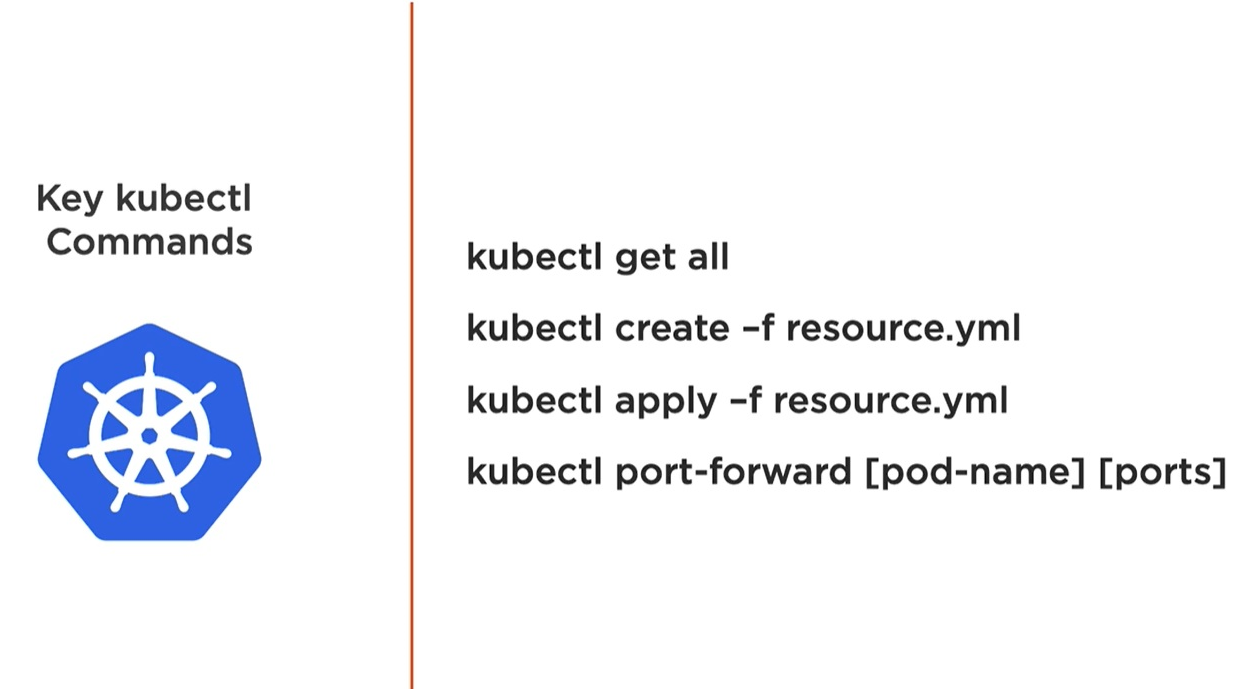 Key kubectl
Commands
kubectl get all
kubectl create –f resource.yml
kubectl apply –f resource.yml
kubectl port-forward [pod-name] [ports]